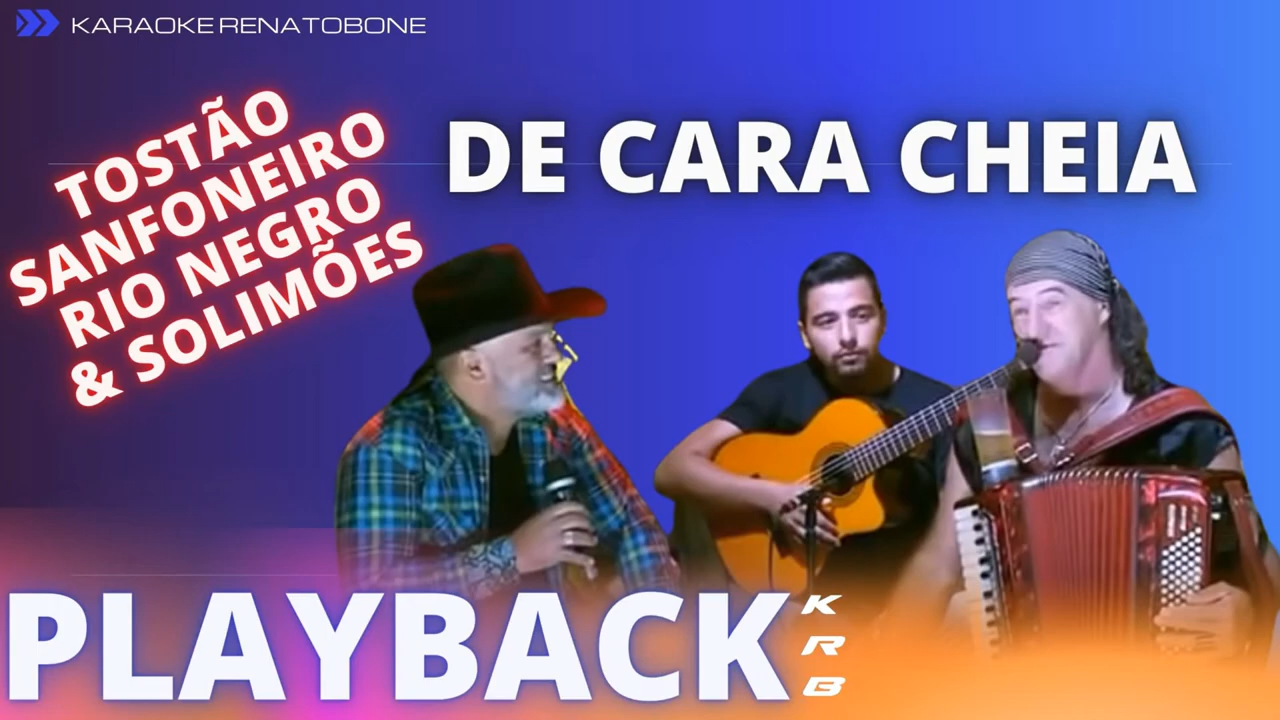 KARAOKE RENATOBONE
TOSTÃO
SANFONEIRO
RIO NEGRO
& SOLIMÕES
DE CARA CHEIA
PLAYBACK
K
R
B